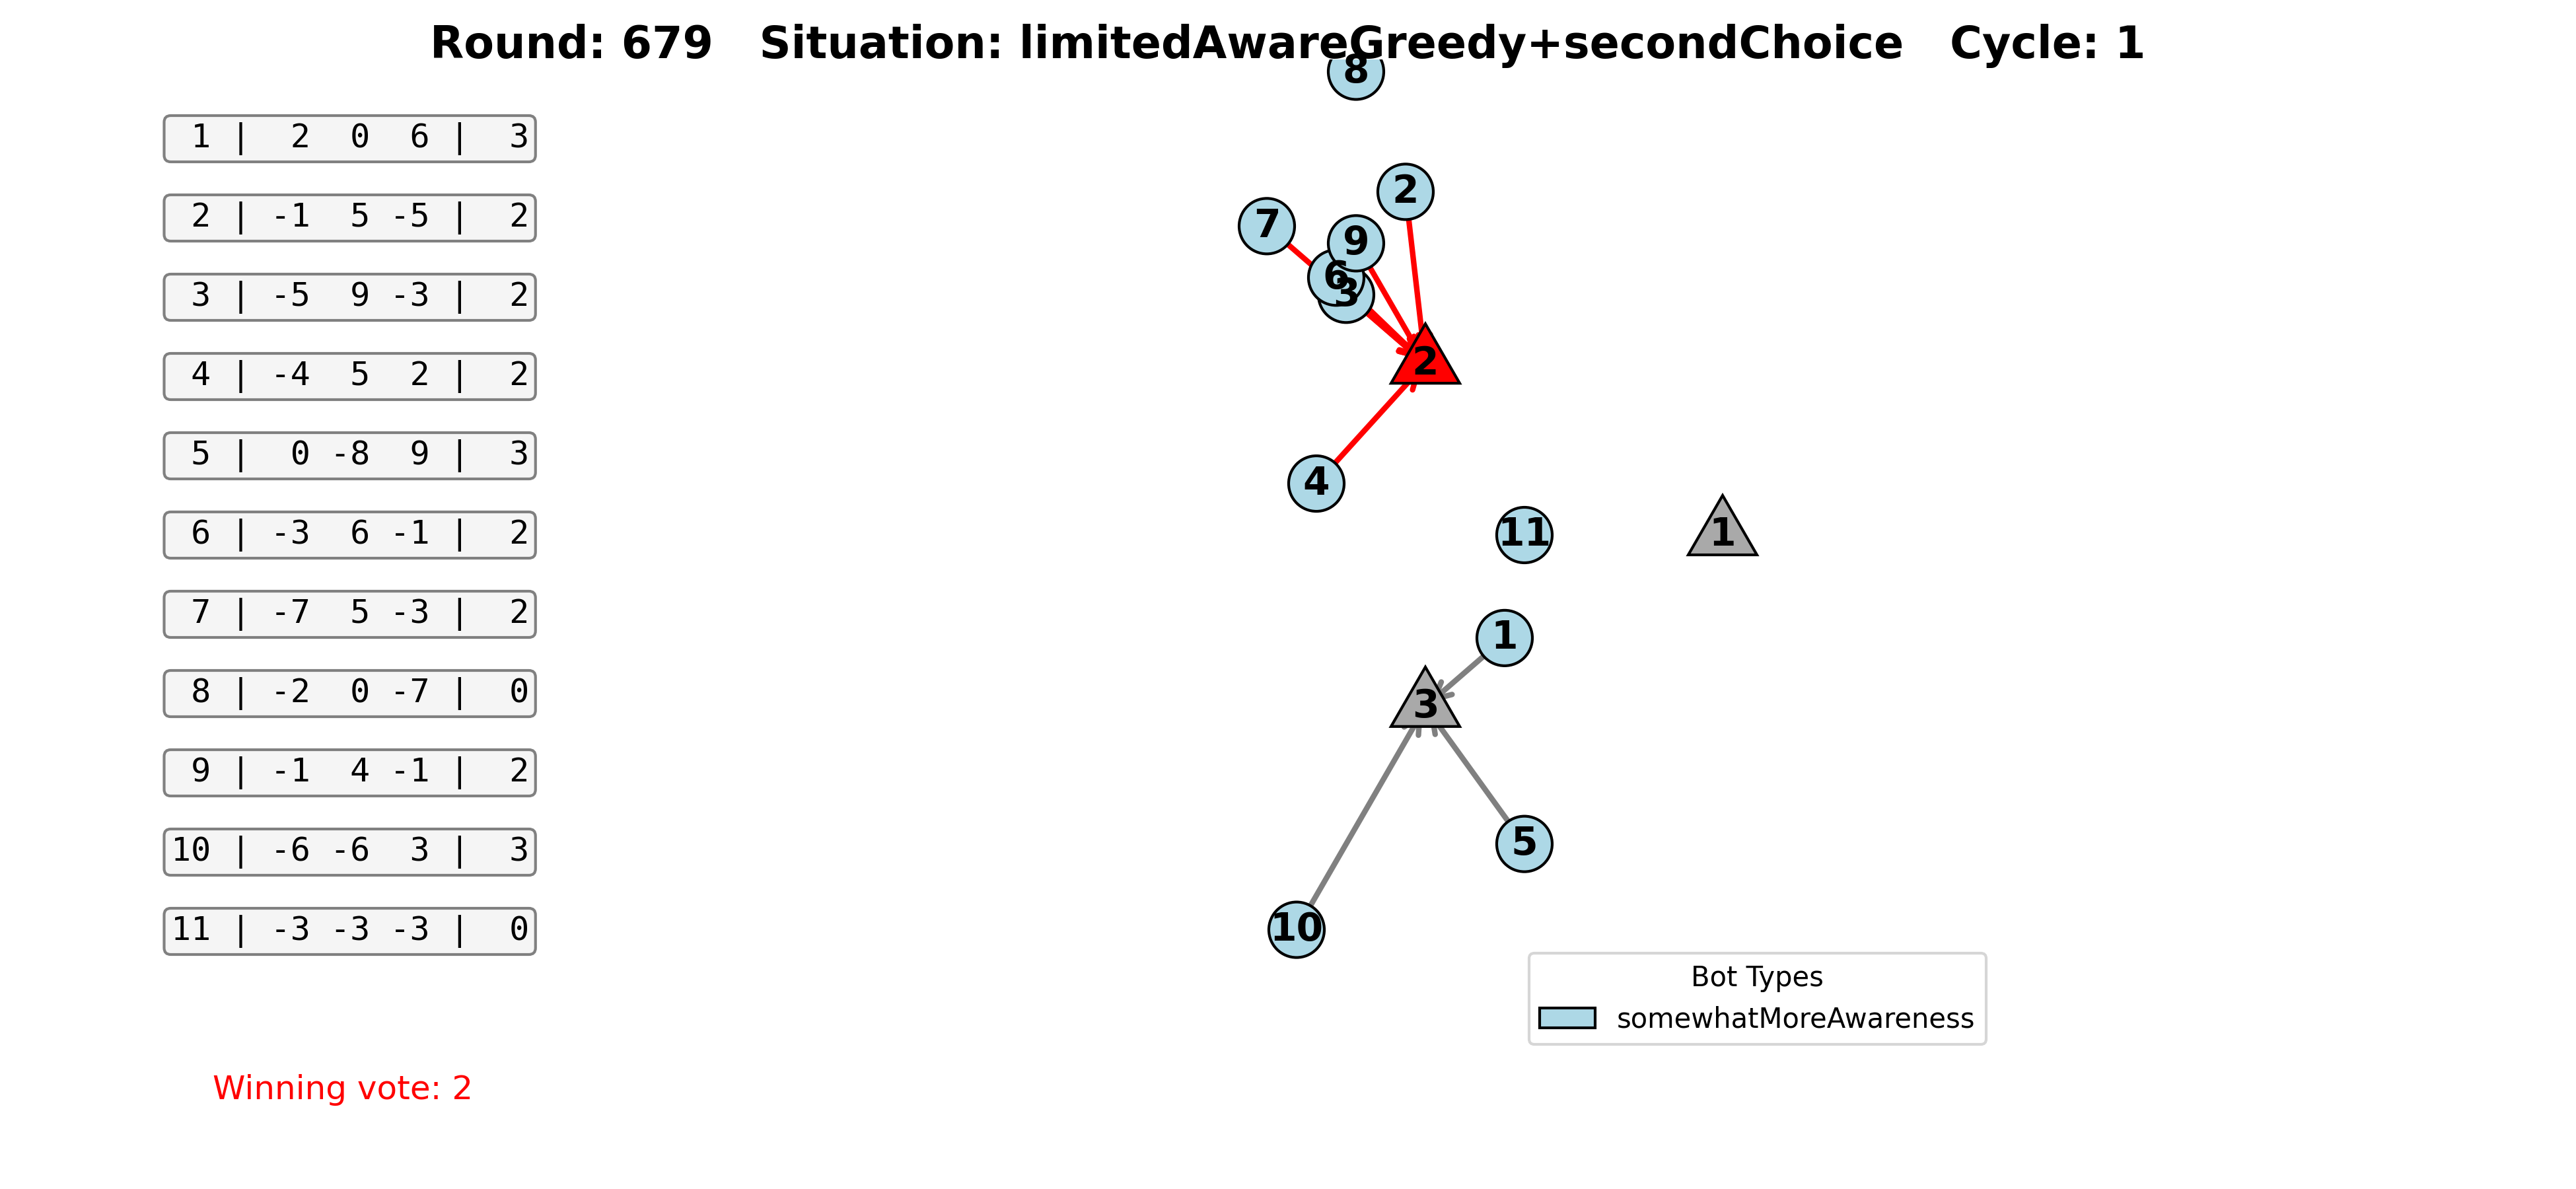 Round: 679   Situation: limitedAwareGreedy+secondChoice   Cycle: 1
1 | 2 0 6 | 3
2 | -1 5 -5 | 2
3 | -5 9 -3 | 2
4 | -4 5 2 | 2
5 | 0 -8 9 | 3
6 | -3 6 -1 | 2
7 | -7 5 -3 | 2
8 | -2 0 -7 | 0
9 | -1 4 -1 | 2
10 | -6 -6 3 | 3
11 | -3 -3 -3 | 0
Winning vote: 2
8
2
7
9
6
3
2
4
11
1
1
3
5
10
Bot Types
somewhatMoreAwareness